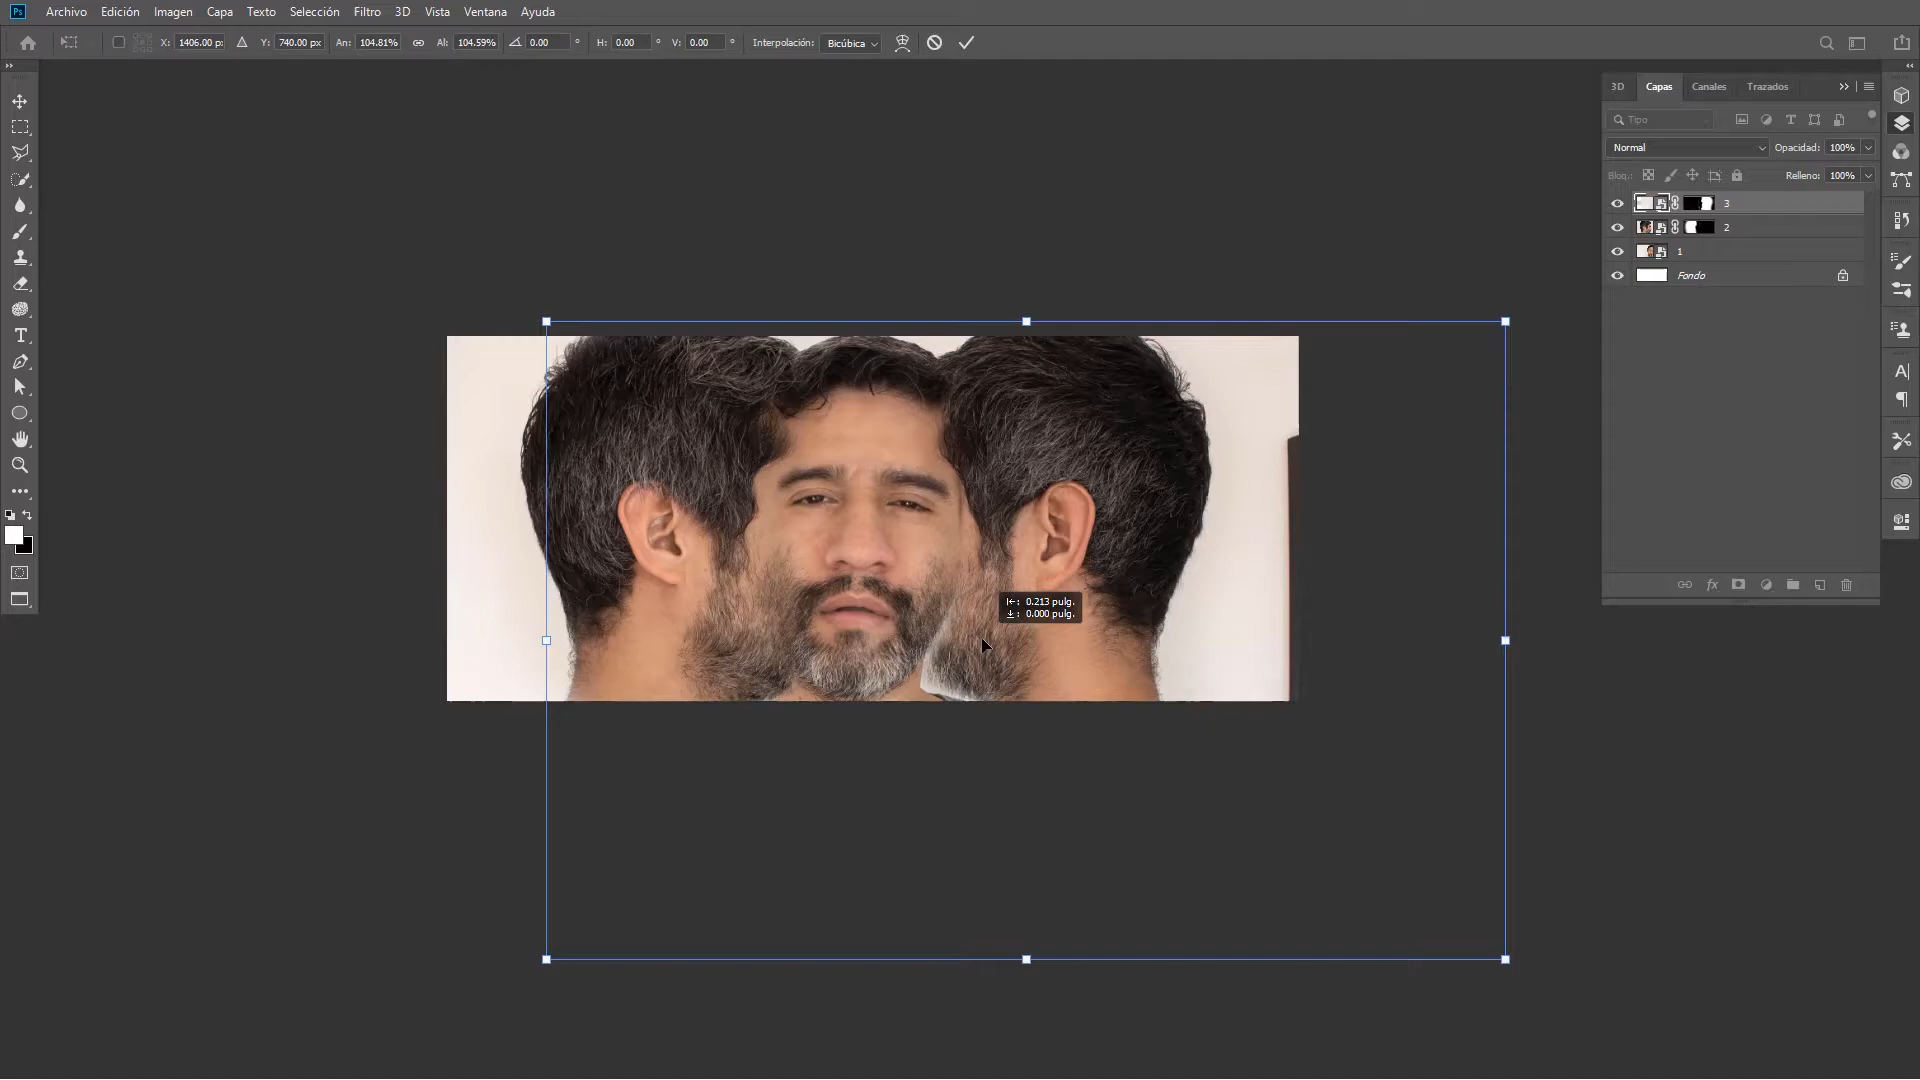 Ps Archivo Edición Imagen Capa Texto Selección Filtro 3D Vista Ventana Ayuda
X: 1406.00 px Y: 740.00 px An: 104.81% Al: 104.59% 0.00 ° H: 0.00 ° V: 0.00 ° Interpolación: Bicúbica
3D Capas Canales Trazados
Tipo
Normal Opacidad: 100%
Bloq.: Relleno: 100%
3
2
1
Fondo
: 0.213 pulg.
: 0.000 pulg.